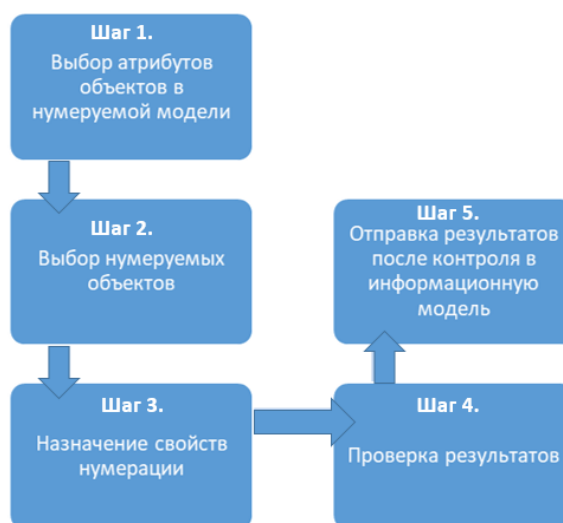 Шаг 1.
Выбор атрибутов
объектов в
нумеруемой модели
Шаг 2.
Выбор нумеруемых
объектов
Шаг 3.
Назначение свойств
нумерации
Шаг 4.
Проверка результатов
Шаг 5.
Отправка результатов
после контроля в
информационную
модель